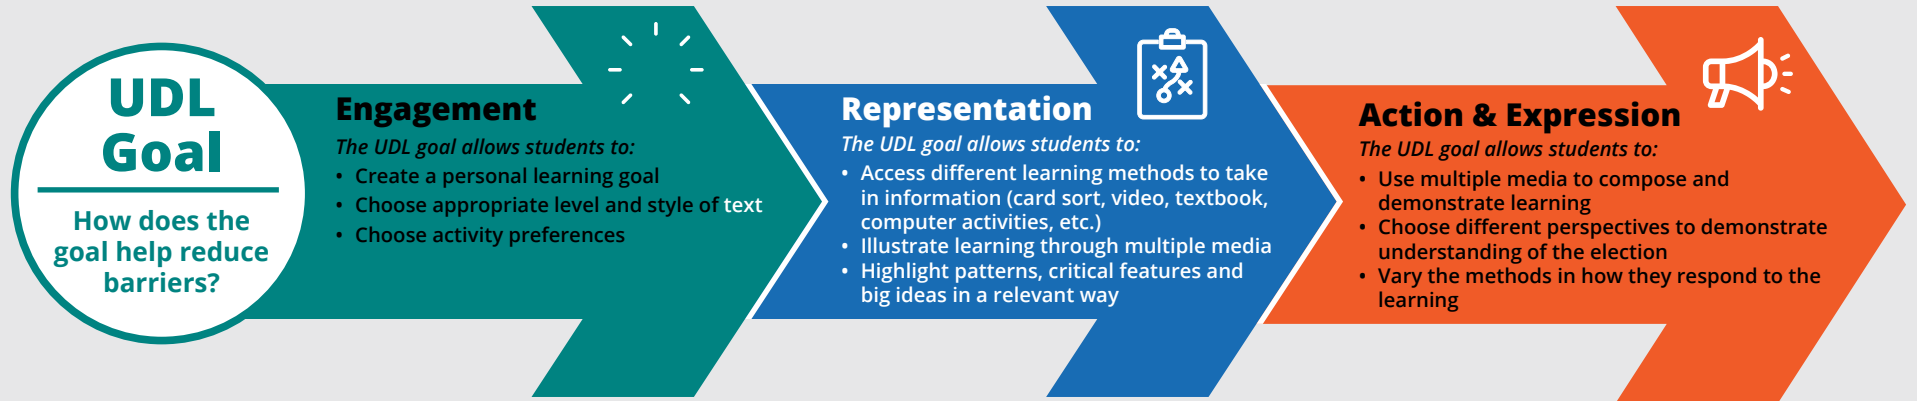 UDL
Goal
How does the
goal help reduce
barriers?
Engagement
The UDL goal allows students to:
• Create a personal learning goal
• Choose appropriate level and style of text
• Choose activity preferences
Representation
The UDL goal allows students to:
• Access different learning methods to take
in information (card sort, video, textbook,
computer activities, etc.)
• Illustrate learning through multiple media
• Highlight patterns, critical features and
big ideas in a relevant way
Action & Expression
The UDL goal allows students to:
• Use multiple media to compose and
demonstrate learning
• Choose different perspectives to demonstrate
understanding of the election
• Vary the methods in how they respond to the
learning